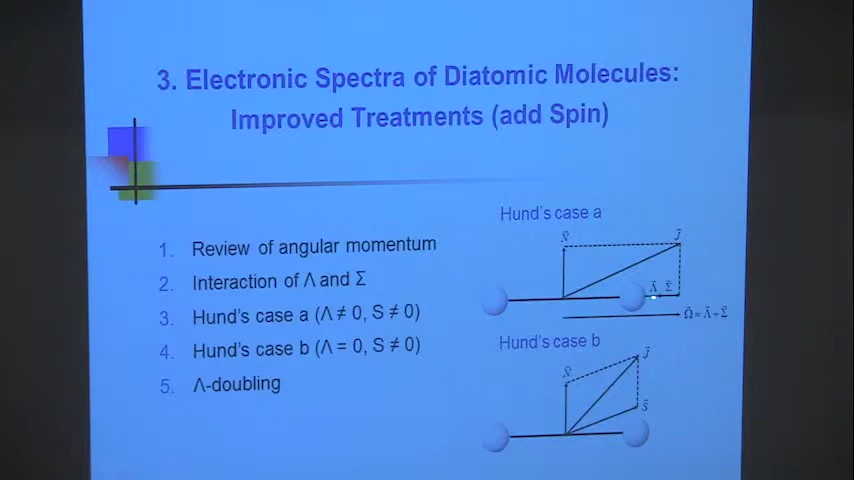 3. Electronic Spectra of Diatomic Molecules:
Improved Treatments (add Spin)
1. Review of angular momentum
2. Interaction of Λ and Σ
3. Hund's case a (Λ ≠ 0, S ≠ 0)
4. Hund's case b (Λ = 0, S ≠ 0)
5. Λ-doubling
Hund's case a
N⃗
J⃗
Λ⃗ Σ⃗
Ω⃗ = Λ⃗ + Σ⃗
Hund's case b
J⃗
N⃗
S⃗